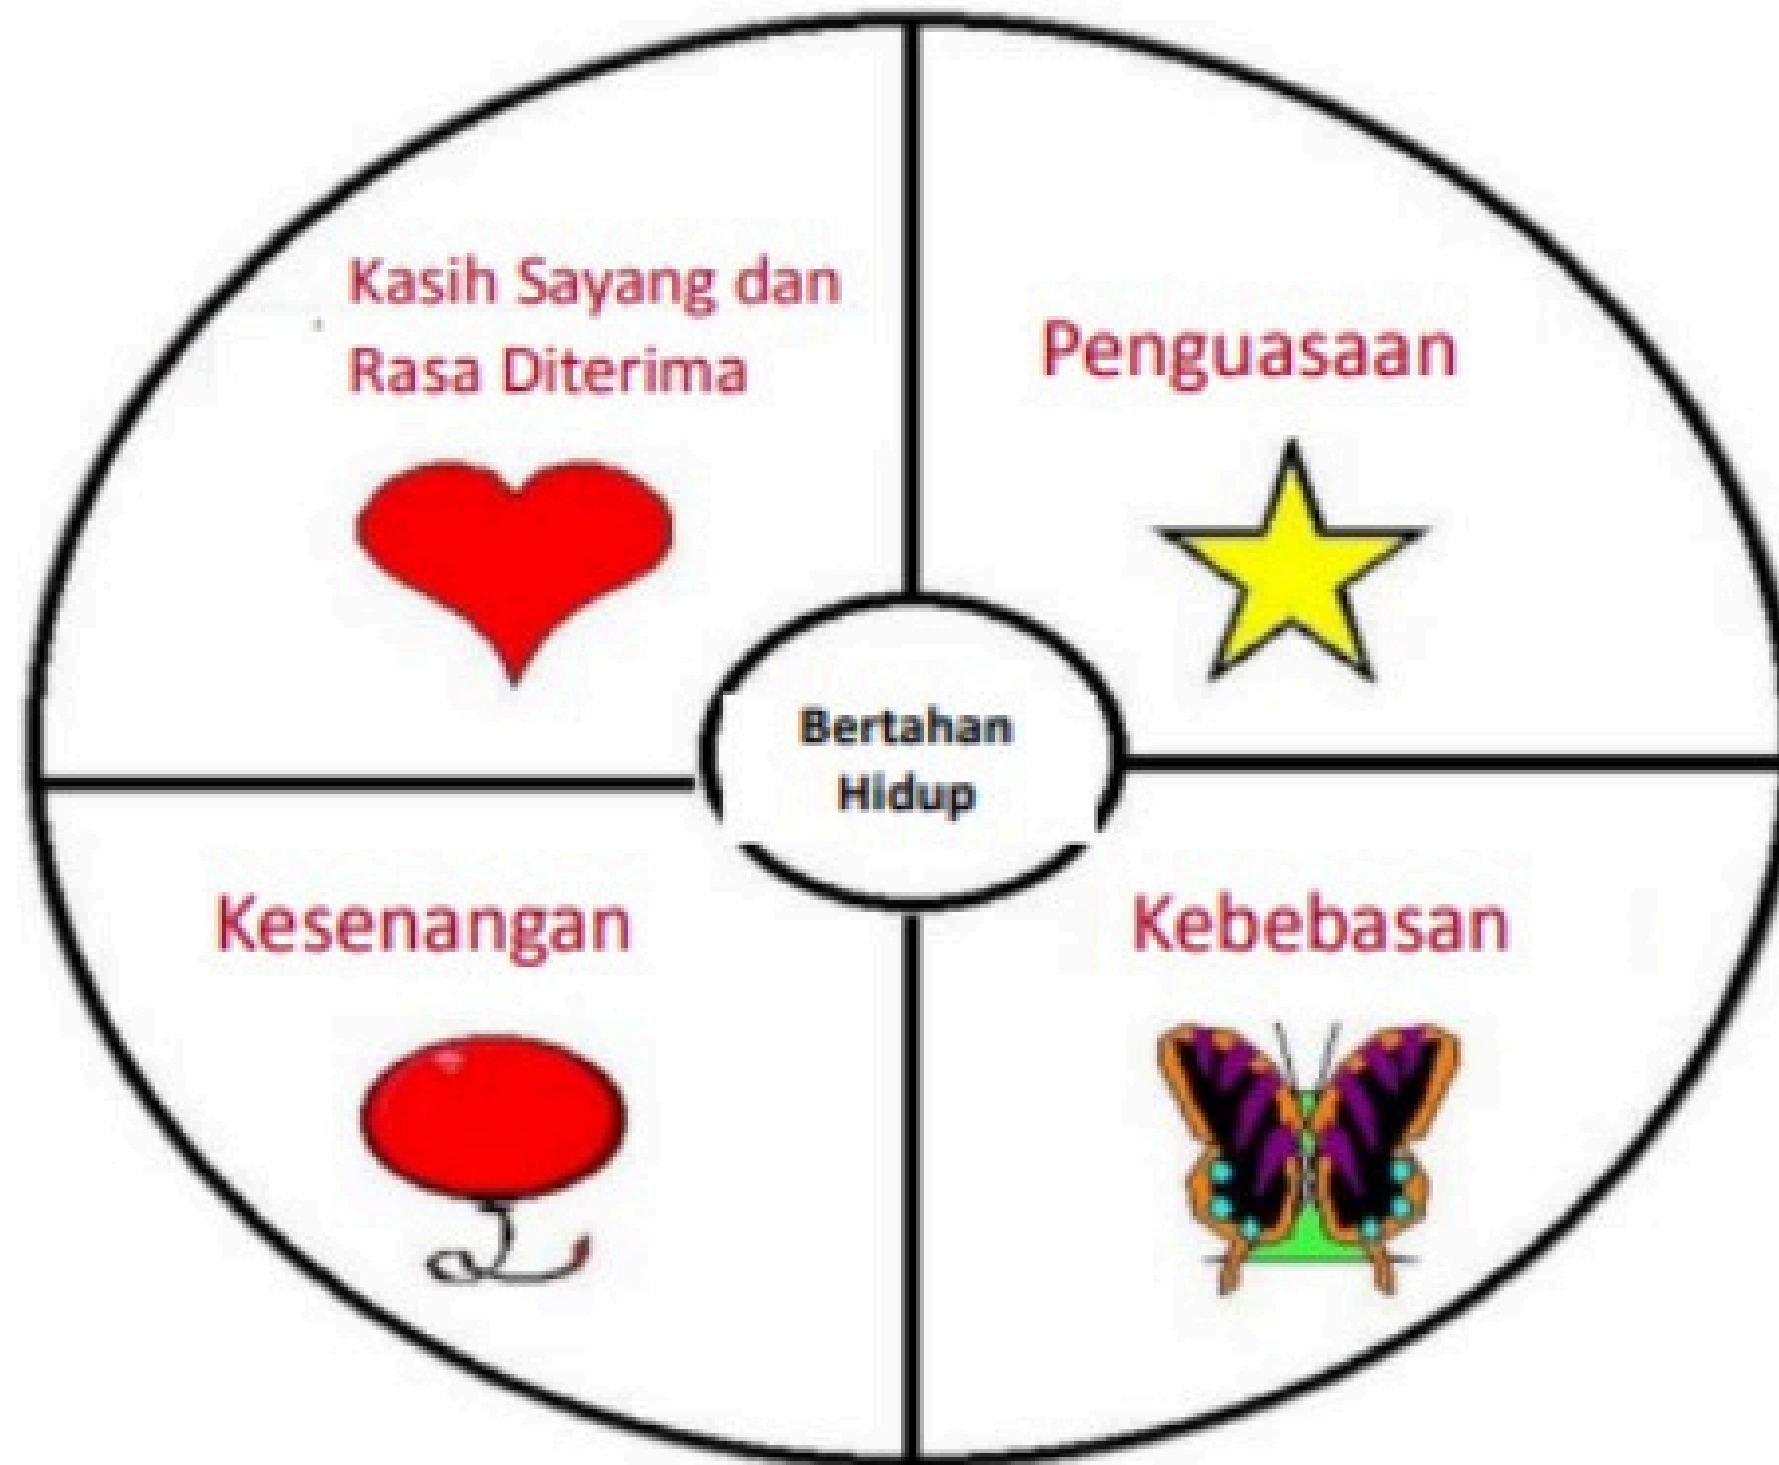 Kasih Sayang dan
Rasa Diterima
Penguasaan
Bertahan
Hidup
Kesenangan
Kebebasan